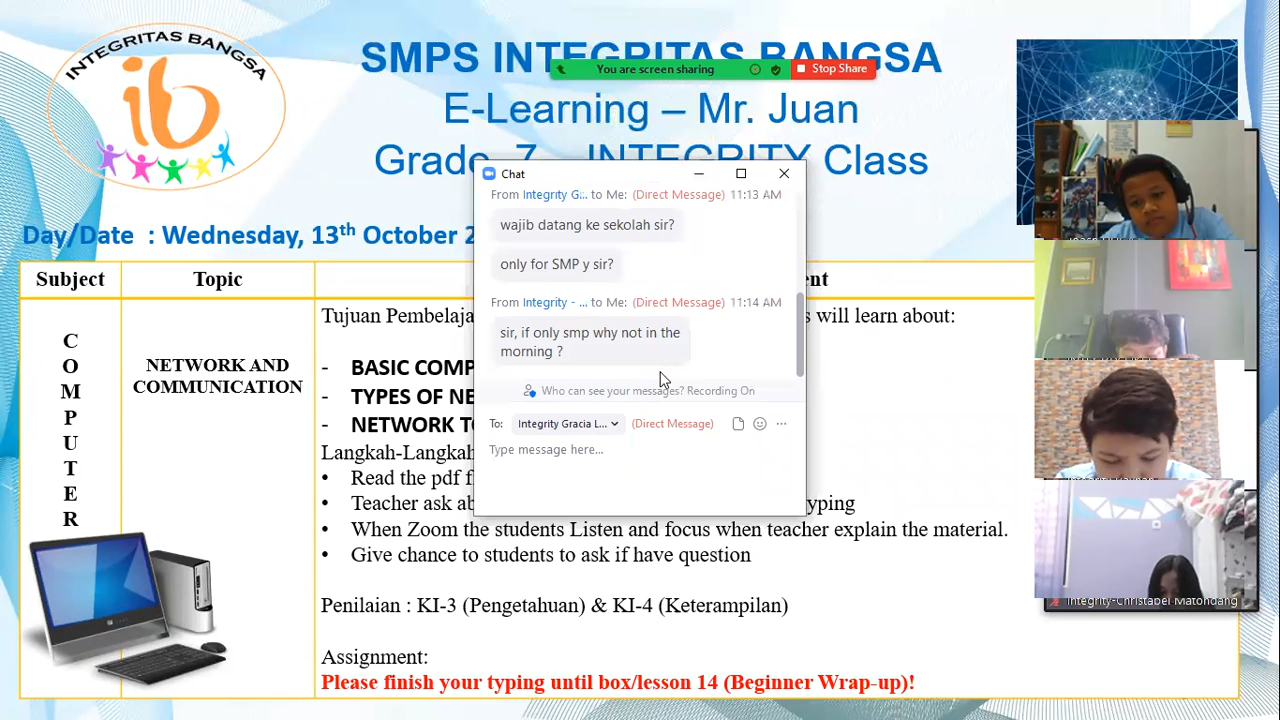 INTEGRITAS BANGSA
ib
SMPS INTEGRITAS BANGSA
You are screen sharing
Stop Share
E-Learning – Mr. Juan
Grade 7 – INTEGRITY Class
Day/Date : Wednesday, 13th October 2
Subject
Topic
COMPUTER
NETWORK AND
COMMUNICATION
Tujuan Pembelaja
s will learn about:
- BASIC COMP
- TYPES OF NE
- NETWORK TO
Langkah-Langkah
• Read the pdf f
• Teacher ask ab
yping
• When Zoom the students Listen and focus when teacher explain the material.
• Give chance to students to ask if have question
Penilaian : KI-3 (Pengetahuan) & KI-4 (Keterampilan)
Assignment:
Please finish your typing until box/lesson 14 (Beginner Wrap-up)!
Chat
From Integrity G... to Me: (Direct Message) 11:13 AM
wajib datang ke sekolah sir?
only for SMP y sir?
From Integrity - ... to Me: (Direct Message) 11:14 AM
sir, if only smp why not in the
morning ?
Who can see your messages? Recording On
To: Integrity Gracia L... (Direct Message)
Type message here...
Integrity-Christabel Matondang